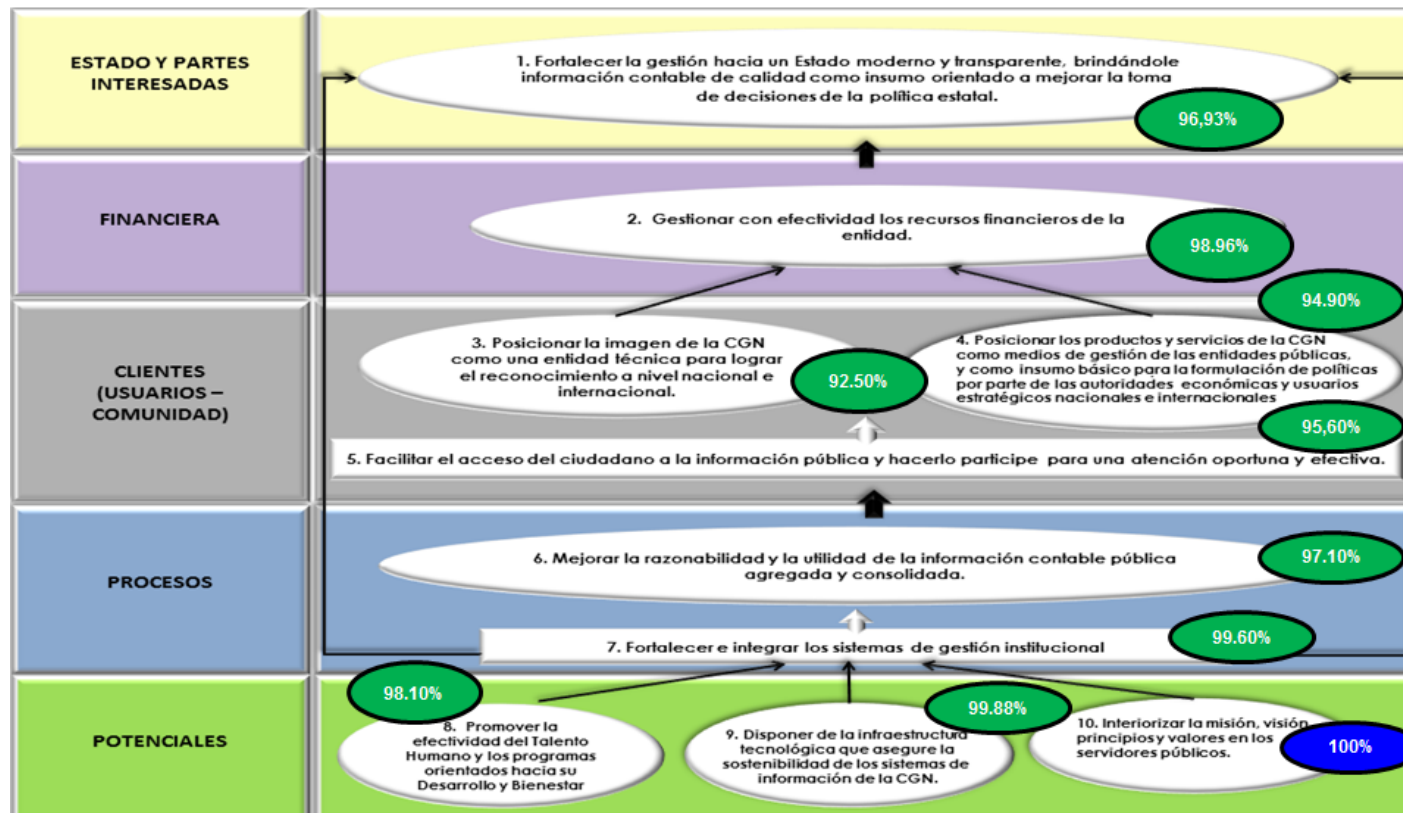 ESTADO Y PARTES
INTERESADAS
1. Fortalecer la gestión hacia un Estado moderno y transparente, brindándole
información contable de calidad como insumo orientado a mejorar la toma
de decisiones de la política estatal.
96,93%
FINANCIERA
2. Gestionar con efectividad los recursos financieros de la
entidad.
98.96%
94.90%
CLIENTES
(USUARIOS –
COMUNIDAD)
3. Posicionar la imagen de la CGN
como una entidad técnica para lograr
el reconocimiento a nivel nacional e
internacional.
92.50%
4. Posicionar los productos y servicios de la CGN
como medios de gestión de las entidades públicas,
y como insumo básico para la formulación de políticas
por parte de las autoridades económicas y usuarios
estratégicos nacionales e internacionales
95,60%
5. Facilitar el acceso del ciudadano a la información pública y hacerlo participe para una atención oportuna y efectiva.
PROCESOS
6. Mejorar la razonabilidad y la utilidad de la información contable pública
agregada y consolidada.
97.10%
7. Fortalecer e integrar los sistemas de gestión institucional
99.60%
POTENCIALES
98.10%
8. Promover la
efectividad del Talento
Humano y los programas
orientados hacia su
Desarrollo y Bienestar
99.88%
9. Disponer de la infraestructura
tecnológica que asegure la
sostenibilidad de los sistemas de
información de la CGN.
10. Interiorizar la misión, visión,
principios y valores en los
servidores públicos.
100%